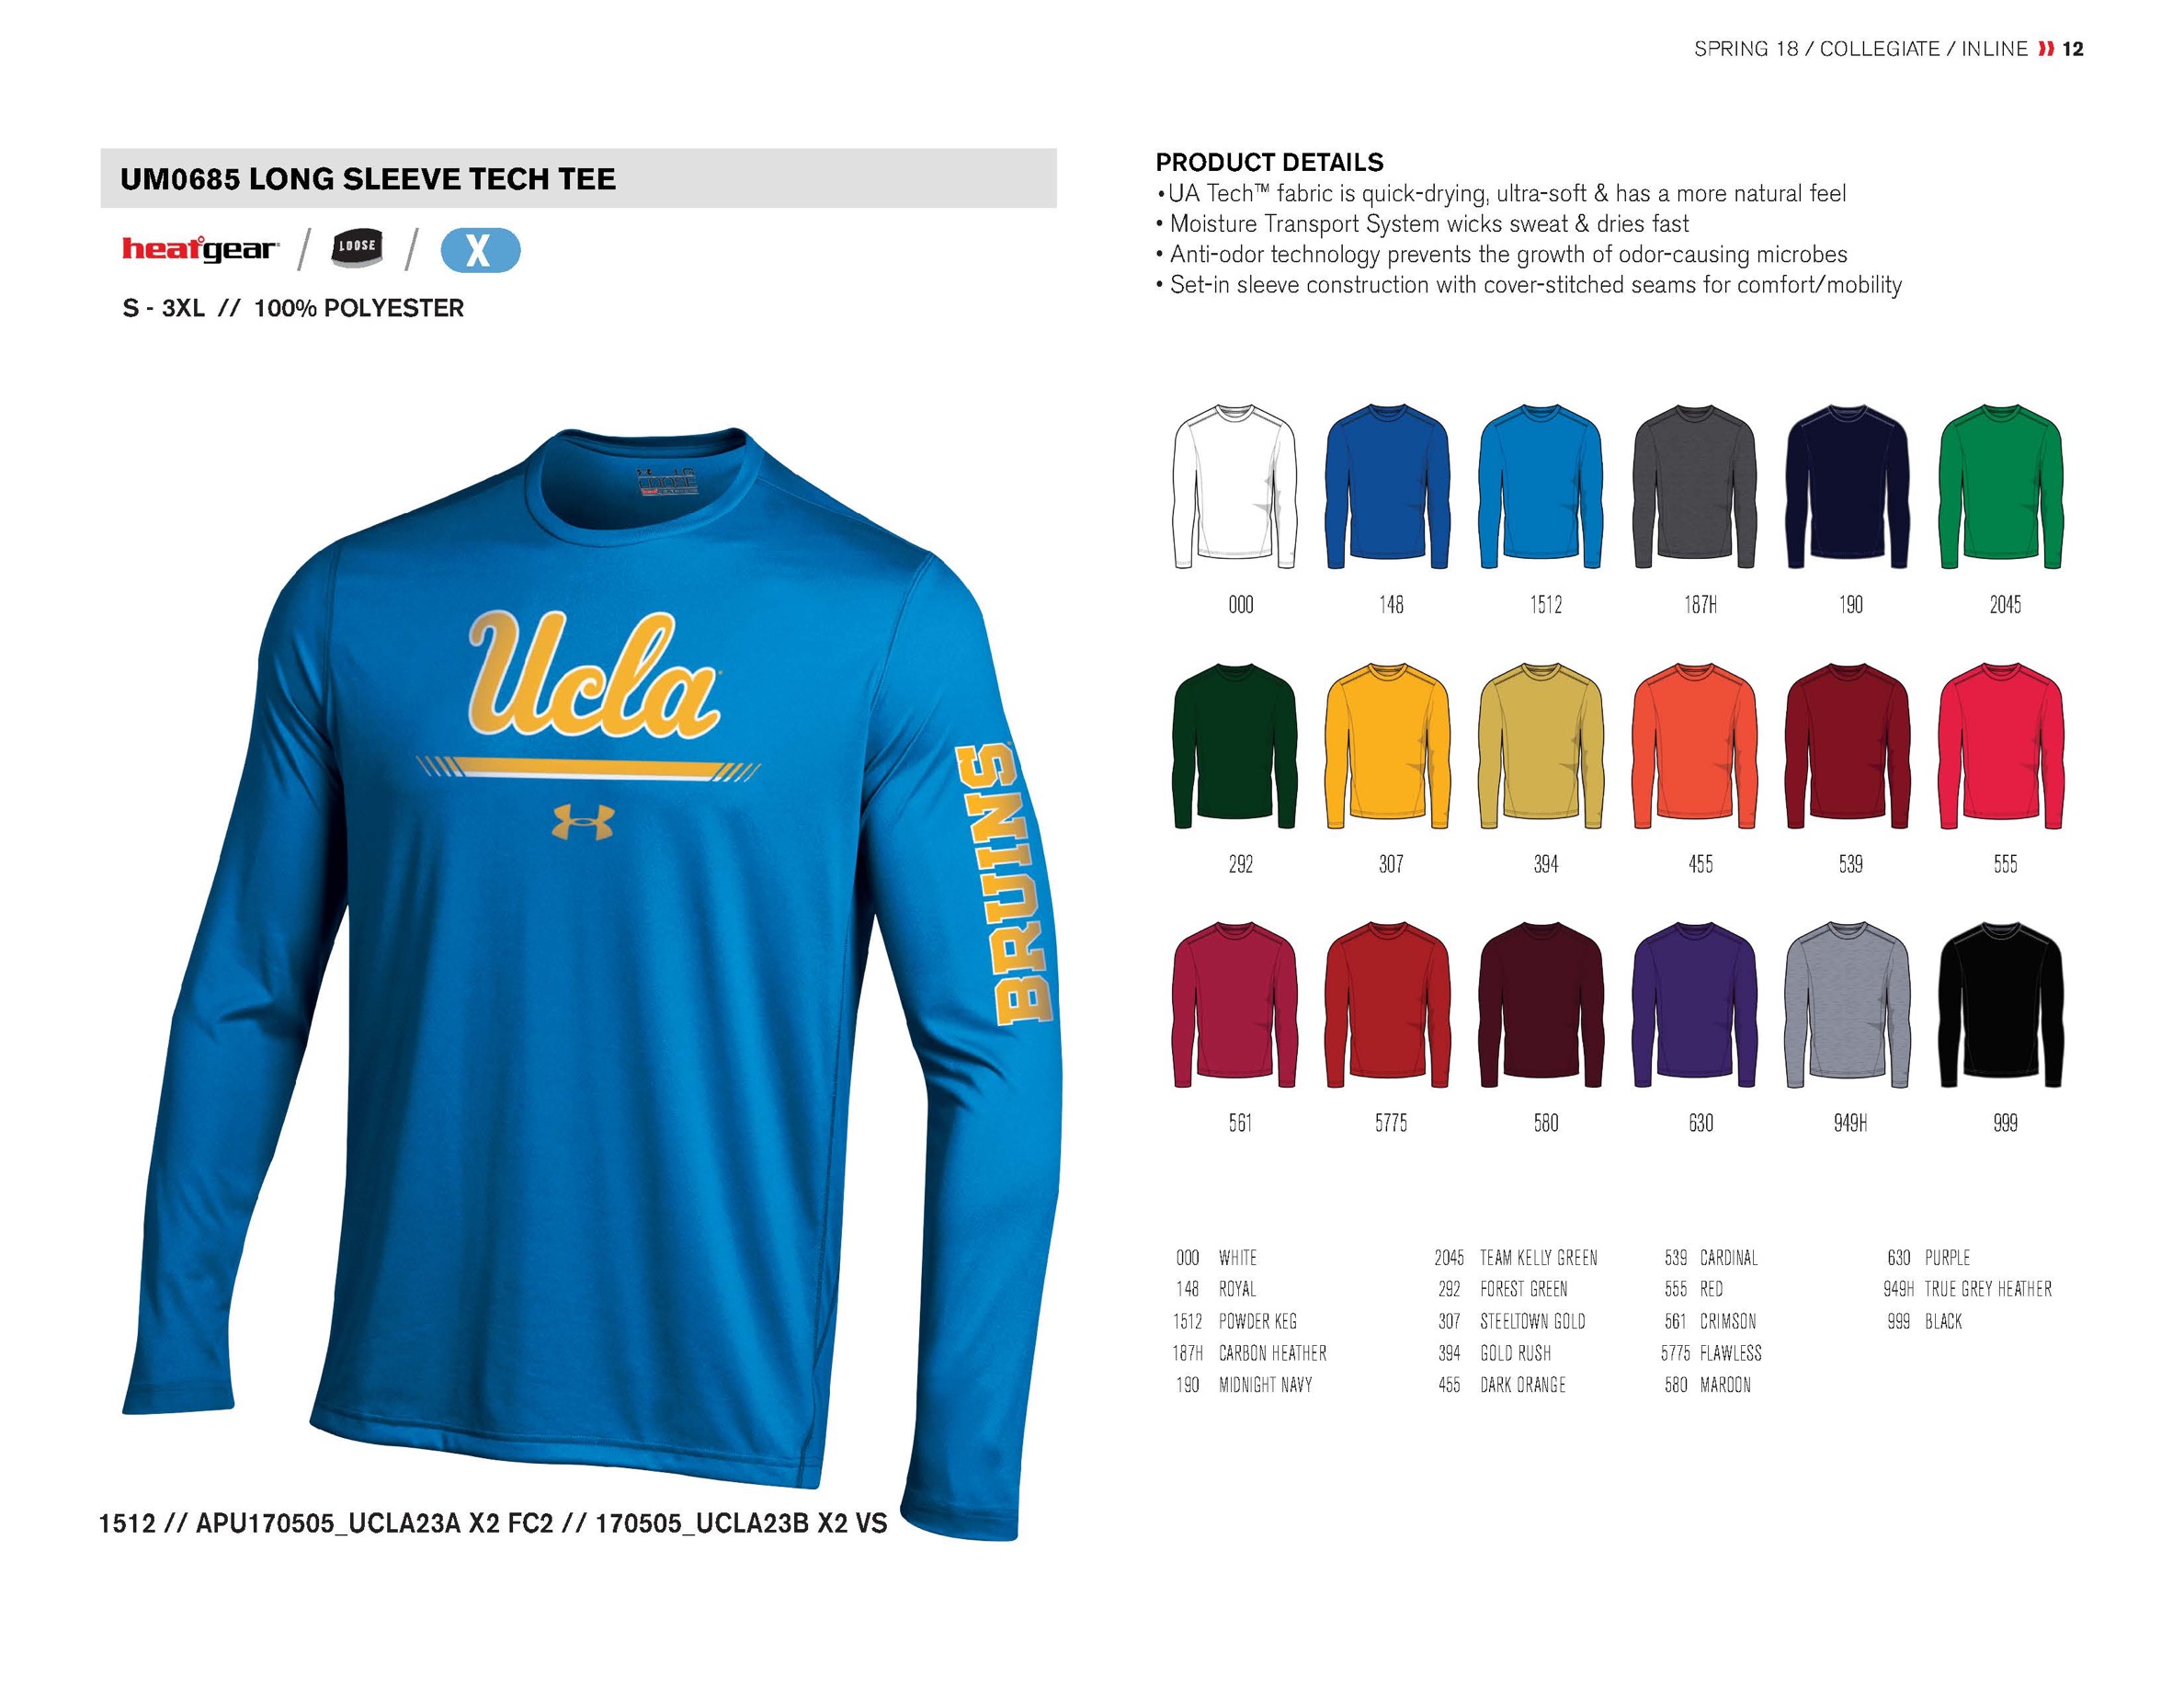 SPRING 18 / COLLEGIATE / INLINE 12
UM0685 LONG SLEEVE TECH TEE
heatgear / LOOSE / X
S - 3XL // 100% POLYESTER
PRODUCT DETAILS
• UA Tech™ fabric is quick-drying, ultra-soft & has a more natural feel
• Moisture Transport System wicks sweat & dries fast
• Anti-odor technology prevents the growth of odor-causing microbes
• Set-in sleeve construction with cover-stitched seams for comfort/mobility
LOOSE
Ucla
BRUINS
1512 // APU170505_UCLA23A X2 FC2 // 170505_UCLA23B X2 VS
000 148 1512 187H 190 2045
292 307 394 455 539 555
561 5775 580 630 949H 999
000 WHITE
148 ROYAL
1512 POWDER KEG
187H CARBON HEATHER
190 MIDNIGHT NAVY
2045 TEAM KELLY GREEN
292 FOREST GREEN
307 STEELTOWN GOLD
394 GOLD RUSH
455 DARK ORANGE
539 CARDINAL
555 RED
561 CRIMSON
5775 FLAWLESS
580 MAROON
630 PURPLE
949H TRUE GREY HEATHER
999 BLACK